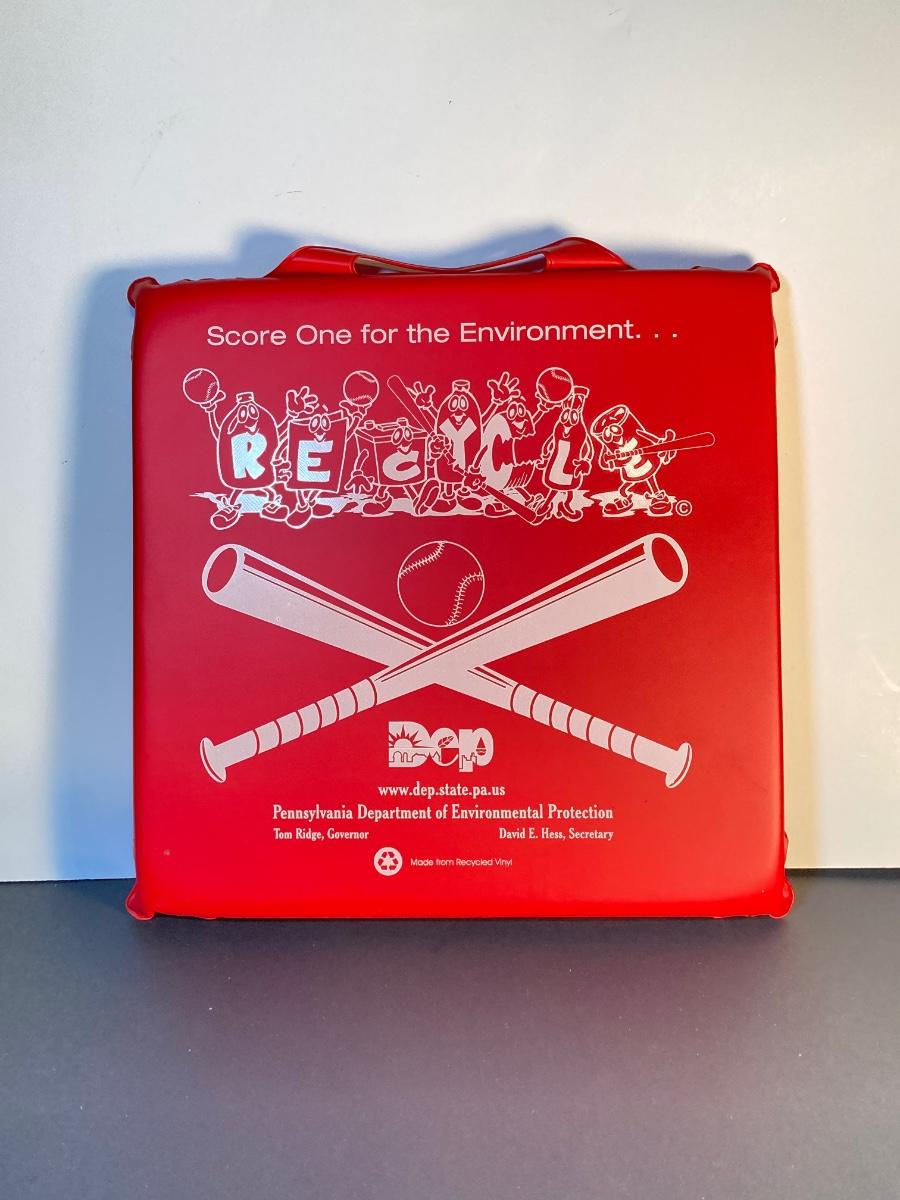 Score One for the Environment. . .
RECYCLE
©
Dep
www.dep.state.pa.us
Pennsylvania Department of Environmental Protection
Tom Ridge, Governor David E. Hess, Secretary
Made from Recycled Vinyl